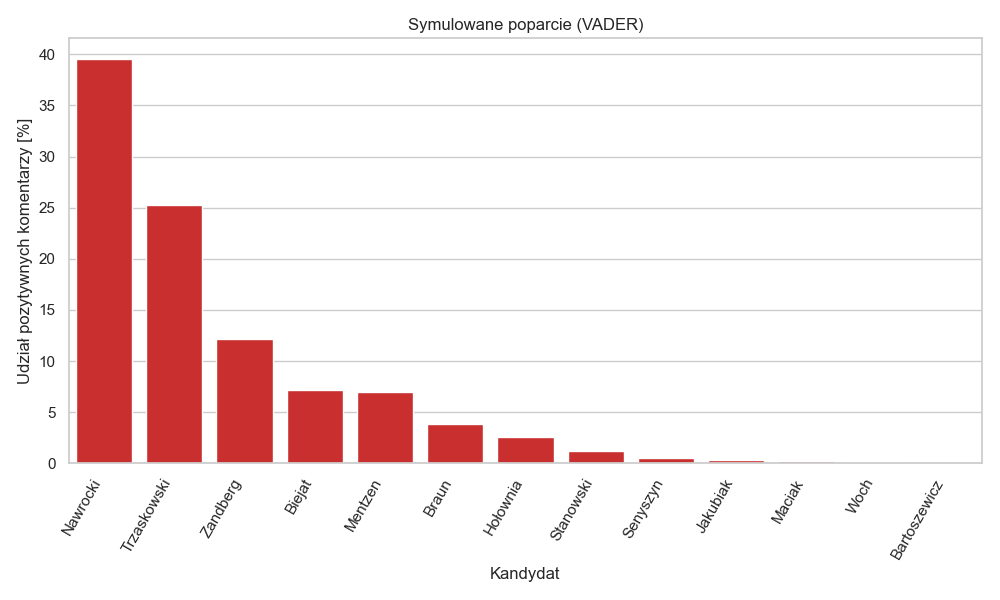 Symulowane poparcie (VADER)
Udział pozytywnych komentarzy [%]
40
35
30
25
20
15
10
5
0
Nawrocki
Trzaskowski
Zandberg
Biejat
Mentzen
Braun
Hołownia
Stanowski
Senyszyn
Jakubiak
Maciak
Woch
Bartoszewicz
Kandydat